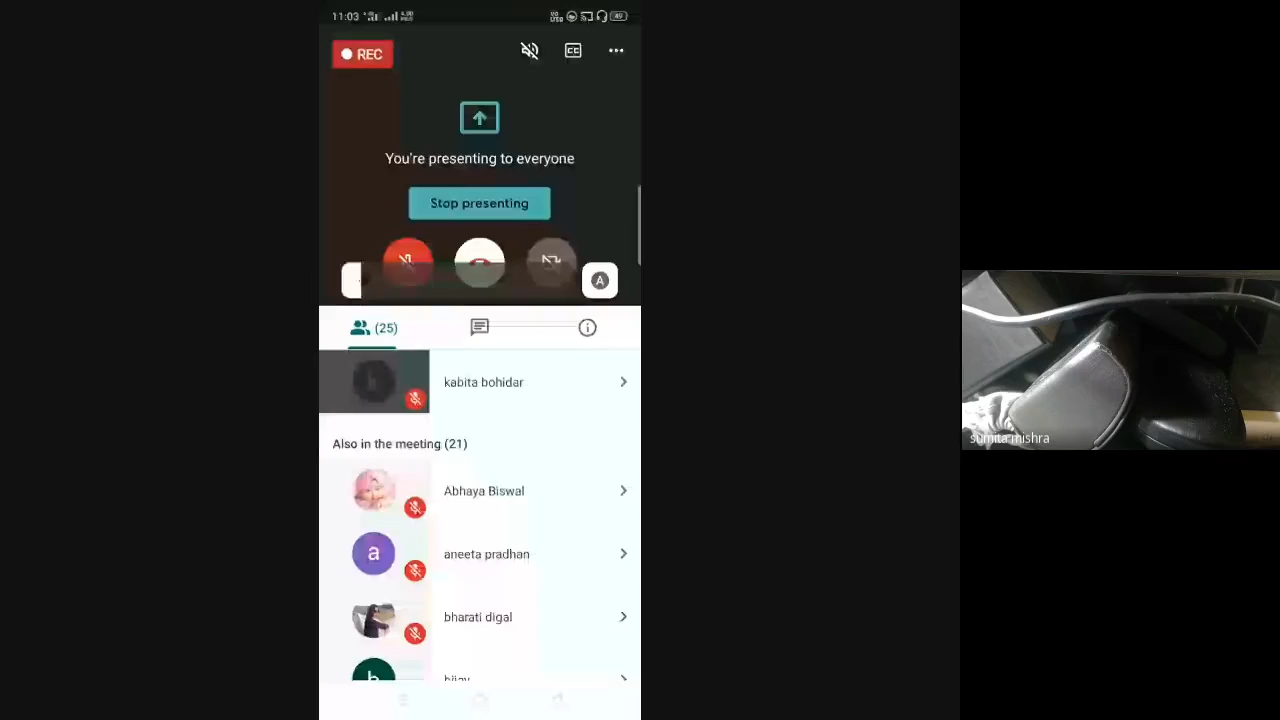 11:03
REC
CC
You're presenting to everyone
Stop presenting
A
(25)
kabita bohidar
Also in the meeting (21)
Abhaya Biswal
a
aneeta pradhan
bharati digal
sumita mishra